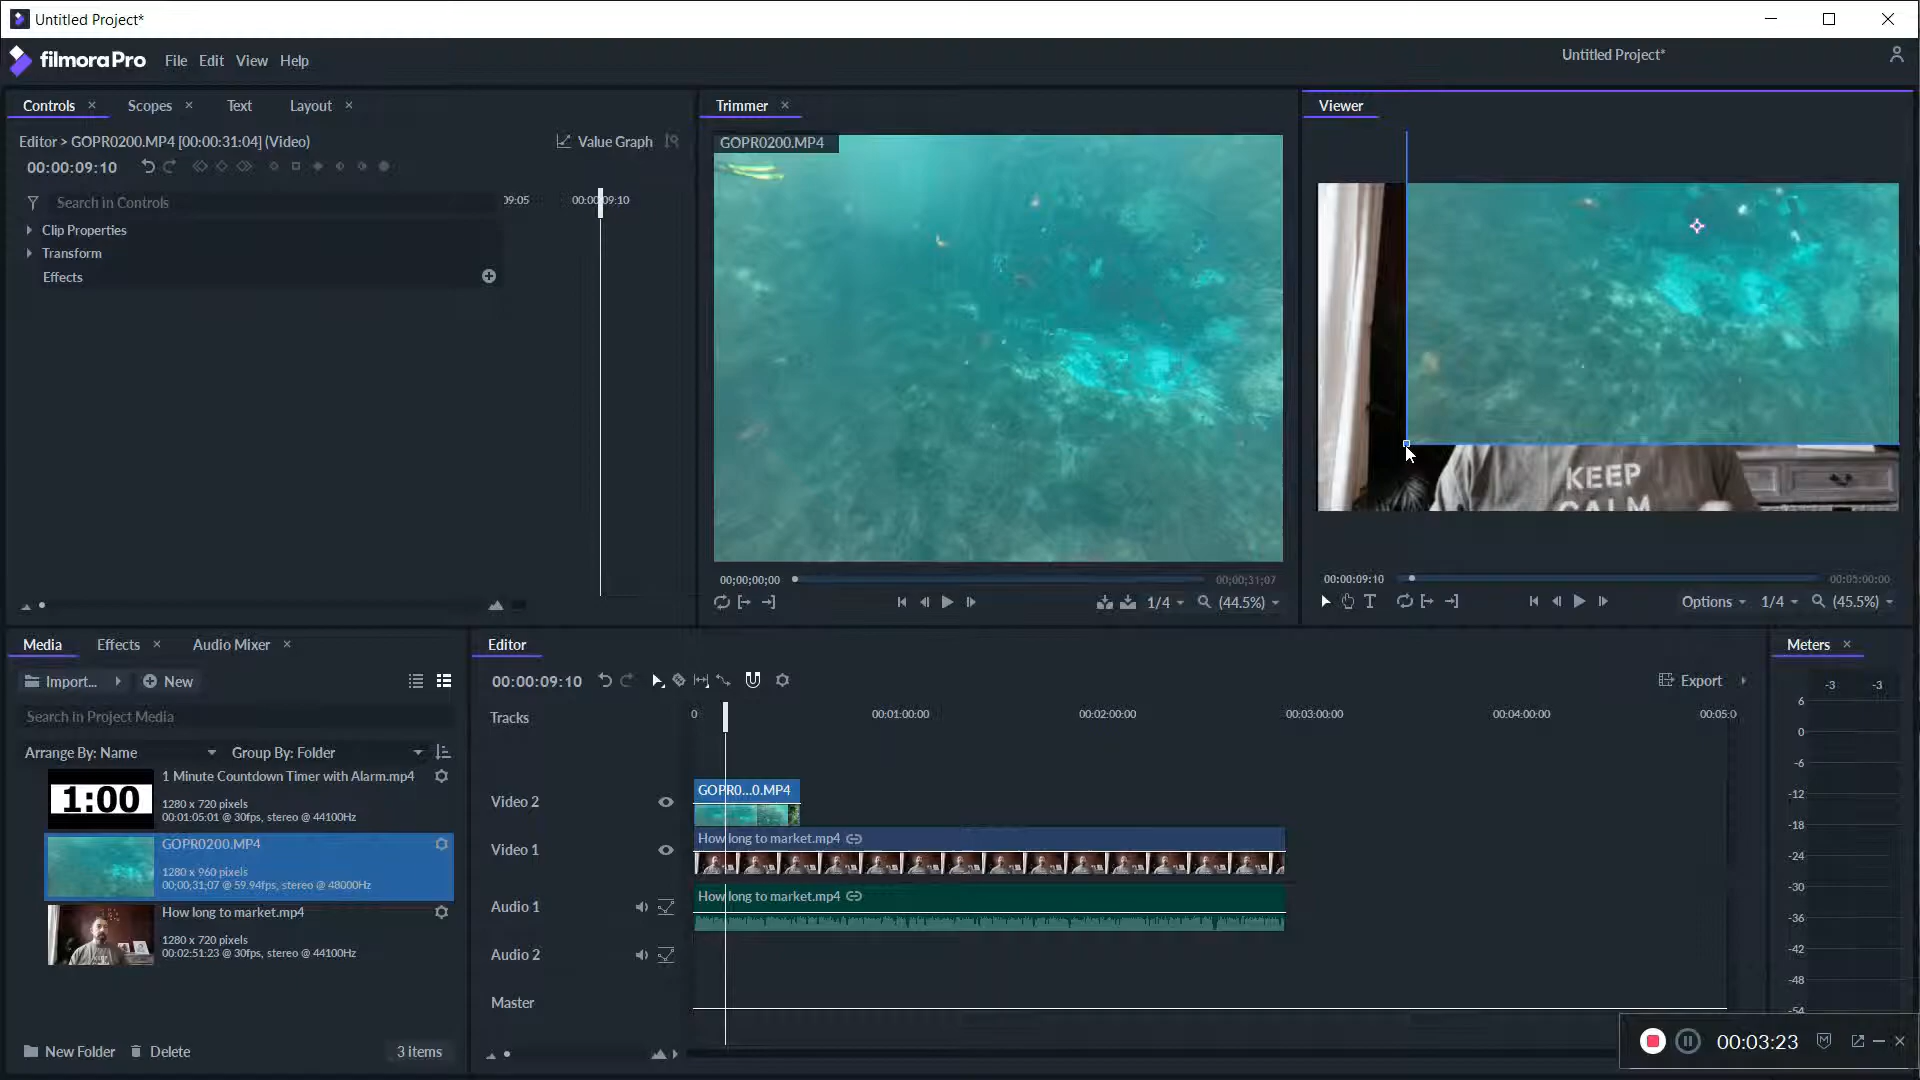 Untitled Project*
filmoraPro File Edit View Help Untitled Project*
Controls Scopes Text Layout
Editor > GOPR0200.MP4 [00:00:31:04] (Video) Value Graph
00:00:09:10
Search in Controls
00:00:09:10
Clip Properties
Transform
Effects
Trimmer
GOPR0200.MP4
00;00;00;00 00;00;31;07
1/4 (44.5%)
Viewer
KEEP
CALM
00:00:09:10 00:05:00:00
Options 1/4 (45.5%)
Media Effects Audio Mixer
Import... New
Search in Project Media
Arrange By: Name Group By: Folder
1:00
1 Minute Countdown Timer with Alarm.mp4
1280 x 720 pixels
00:01:05:01 @ 30fps, stereo @ 44100Hz
GOPR0200.MP4
1280 x 960 pixels
00;00;31;07 @ 59.94fps, stereo @ 48000Hz
How long to market.mp4
1280 x 720 pixels
00:02:51:23 @ 30fps, stereo @ 44100Hz
New Folder Delete 3 items
Editor
00:00:09:10 Export
Tracks 0 00:01:00:00 00:02:00:00 00:03:00:00 00:04:00:00 00:05:0
Video 2 GOPR0...0.MP4
Video 1 How long to market.mp4
Audio 1 How long to market.mp4
Audio 2
Master
Meters
-3 -3
6
0
-6
-12
-18
-24
-30
-36
-42
-48
-54
00:03:23